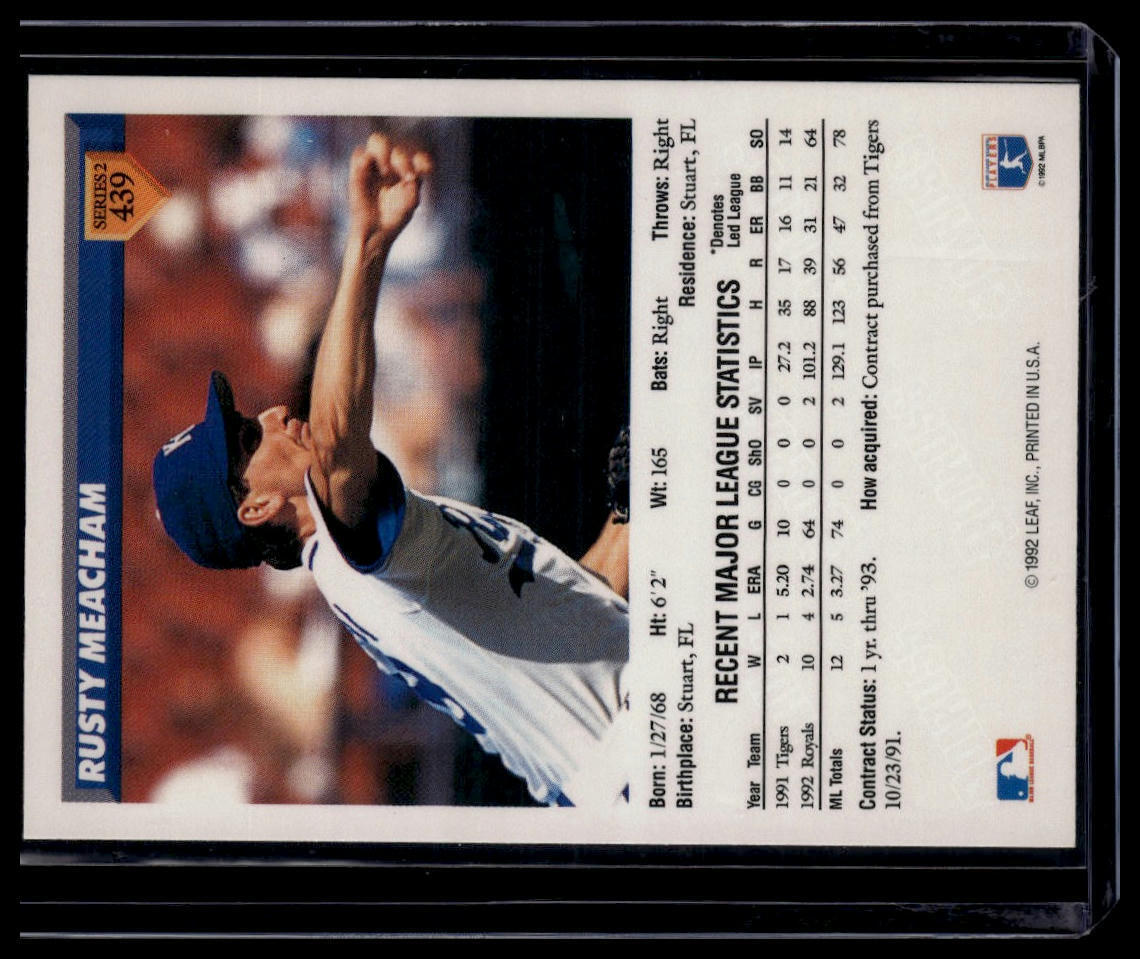 RUSTY MEACHAM
SERIES 2
439
Born: 1/27/68 Ht: 6'2" Wt: 165 Bats: Right Throws: Right
Birthplace: Stuart, FL Residence: Stuart, FL
RECENT MAJOR LEAGUE STATISTICS
*Denotes
Led League
Year Team W L ERA G CG ShO SV IP H R ER BB SO
1991 Tigers 2 1 5.20 10 0 0 0 27.2 35 17 16 11 14
1992 Royals 10 4 2.74 64 0 0 2 101.2 88 39 31 21 64
ML Totals 12 5 3.27 74 0 0 2 129.1 123 56 47 32 78
Contract Status: 1 yr. thru '93. How acquired: Contract purchased from Tigers
10/23/91.
© 1992 LEAF, INC., PRINTED IN U.S.A.
MAJOR LEAGUE BASEBALL
PLAYERS
© 1992 MLBPA